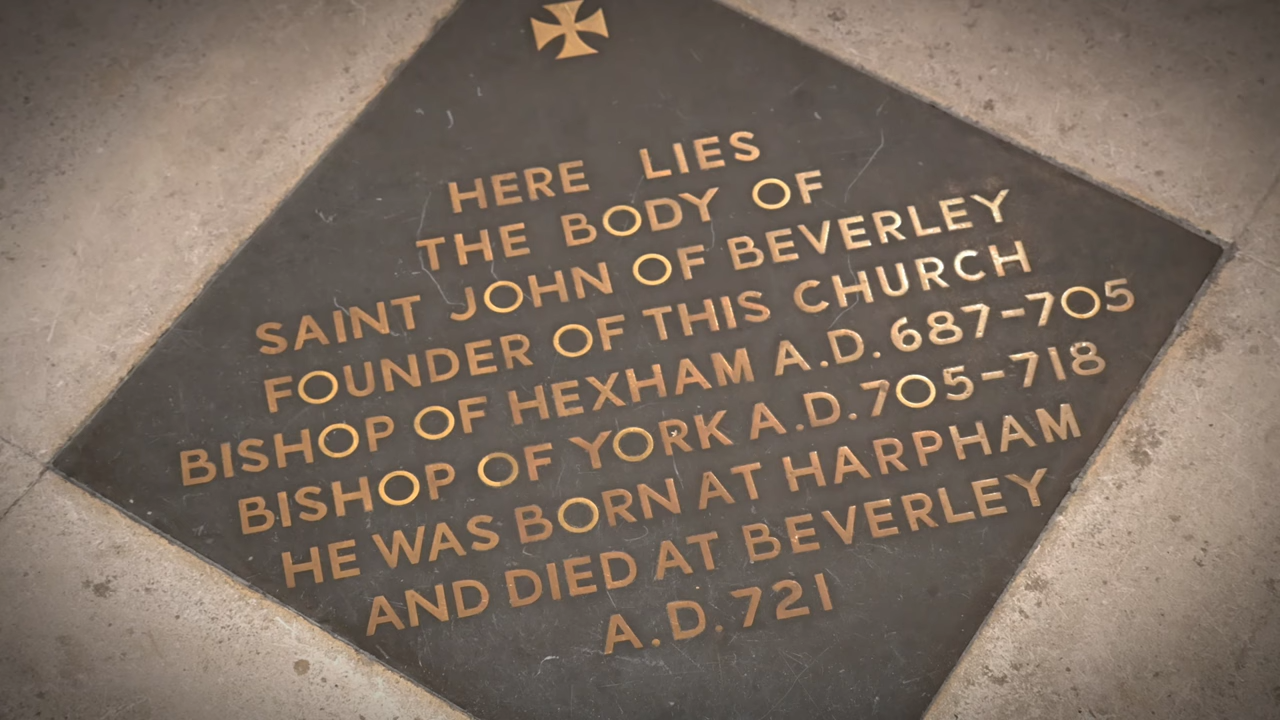 HERE LIES
THE BODY OF
SAINT JOHN OF BEVERLEY
FOUNDER OF THIS CHURCH
BISHOP OF HEXHAM A.D. 687-705
BISHOP OF YORK A.D. 705-718
HE WAS BORN AT HARPHAM
AND DIED AT BEVERLEY
A.D. 721